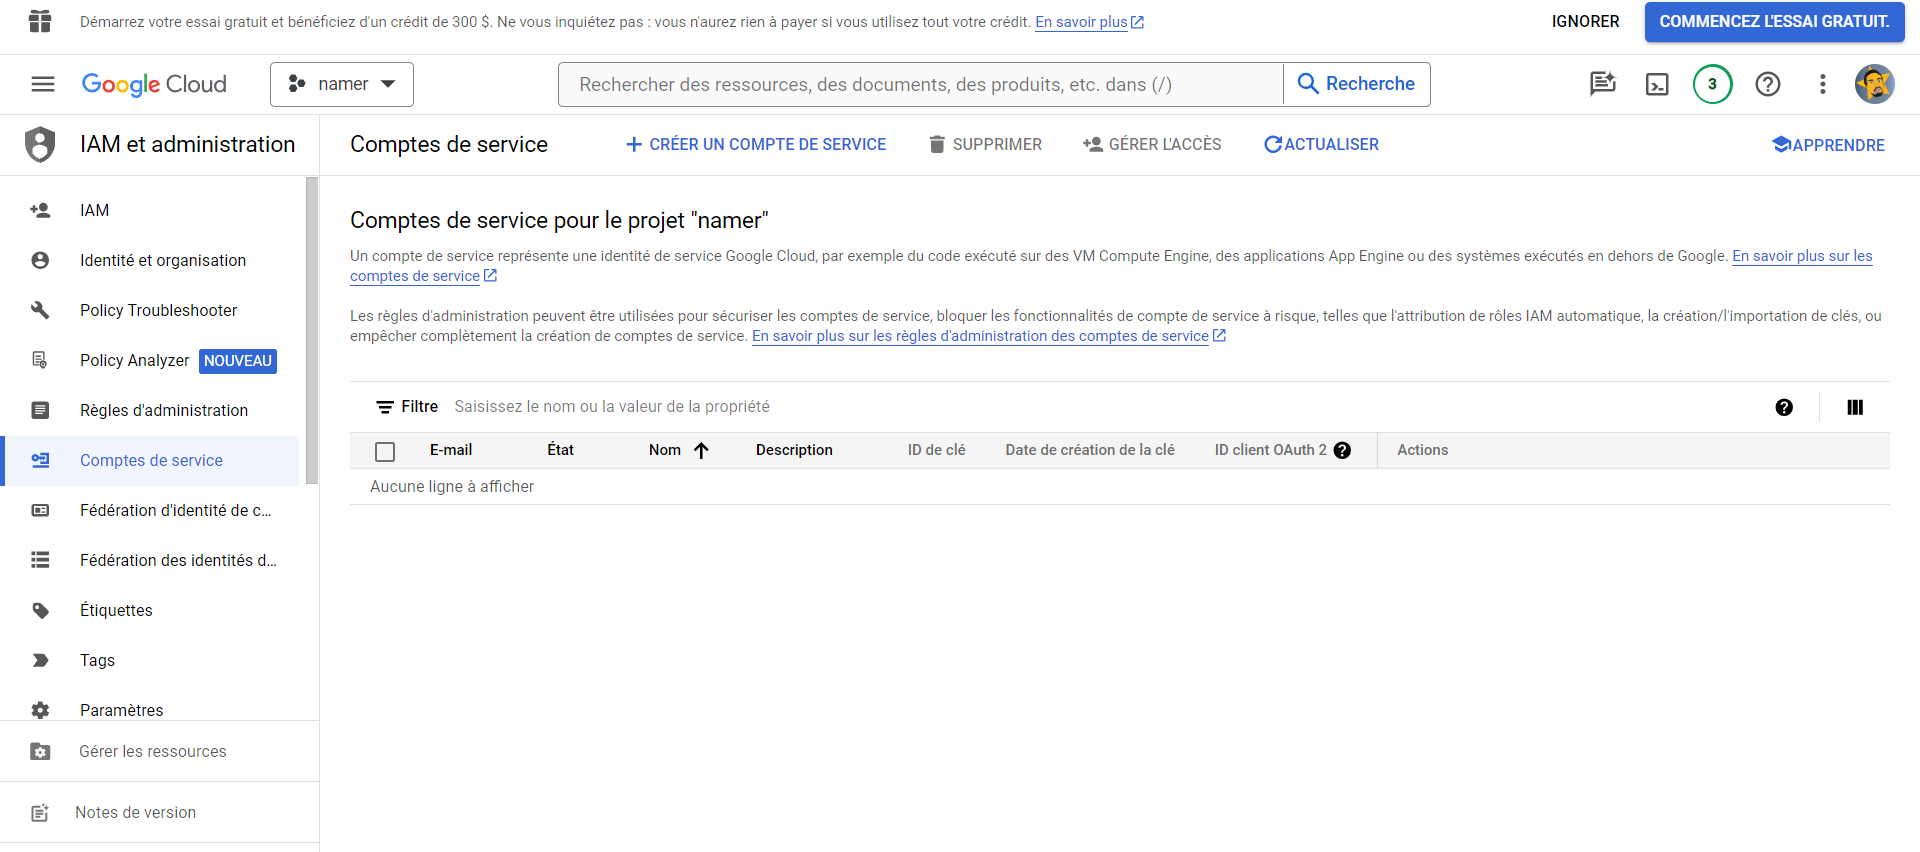 Démarrez votre essai gratuit et bénéficiez d'un crédit de 300 $. Ne vous inquiétez pas : vous n'aurez rien à payer si vous utilisez tout votre crédit. En savoir plus
IGNORER
COMMENCEZ L'ESSAI GRATUIT.
Google Cloud
namer
Rechercher des ressources, des documents, des produits, etc. dans (/)
Recherche
3
IAM et administration
Comptes de service
CRÉER UN COMPTE DE SERVICE
SUPPRIMER
GÉRER L'ACCÈS
ACTUALISER
APPRENDRE
IAM
Identité et organisation
Policy Troubleshooter
Policy Analyzer NOUVEAU
Règles d'administration
Comptes de service
Fédération d'identité de c...
Fédération des identités d...
Étiquettes
Tags
Paramètres
Gérer les ressources
Notes de version
Comptes de service pour le projet "namer"
Un compte de service représente une identité de service Google Cloud, par exemple du code exécuté sur des VM Compute Engine, des applications App Engine ou des systèmes exécutés en dehors de Google. En savoir plus sur les
comptes de service
Les règles d'administration peuvent être utilisées pour sécuriser les comptes de service, bloquer les fonctionnalités de compte de service à risque, telles que l'attribution de rôles IAM automatique, la création/l'importation de clés, ou
empêcher complètement la création de comptes de service. En savoir plus sur les règles d'administration des comptes de service
Filtre Saisissez le nom ou la valeur de la propriété
E-mail État Nom Description ID de clé Date de création de la clé ID client OAuth 2 Actions
Aucune ligne à afficher